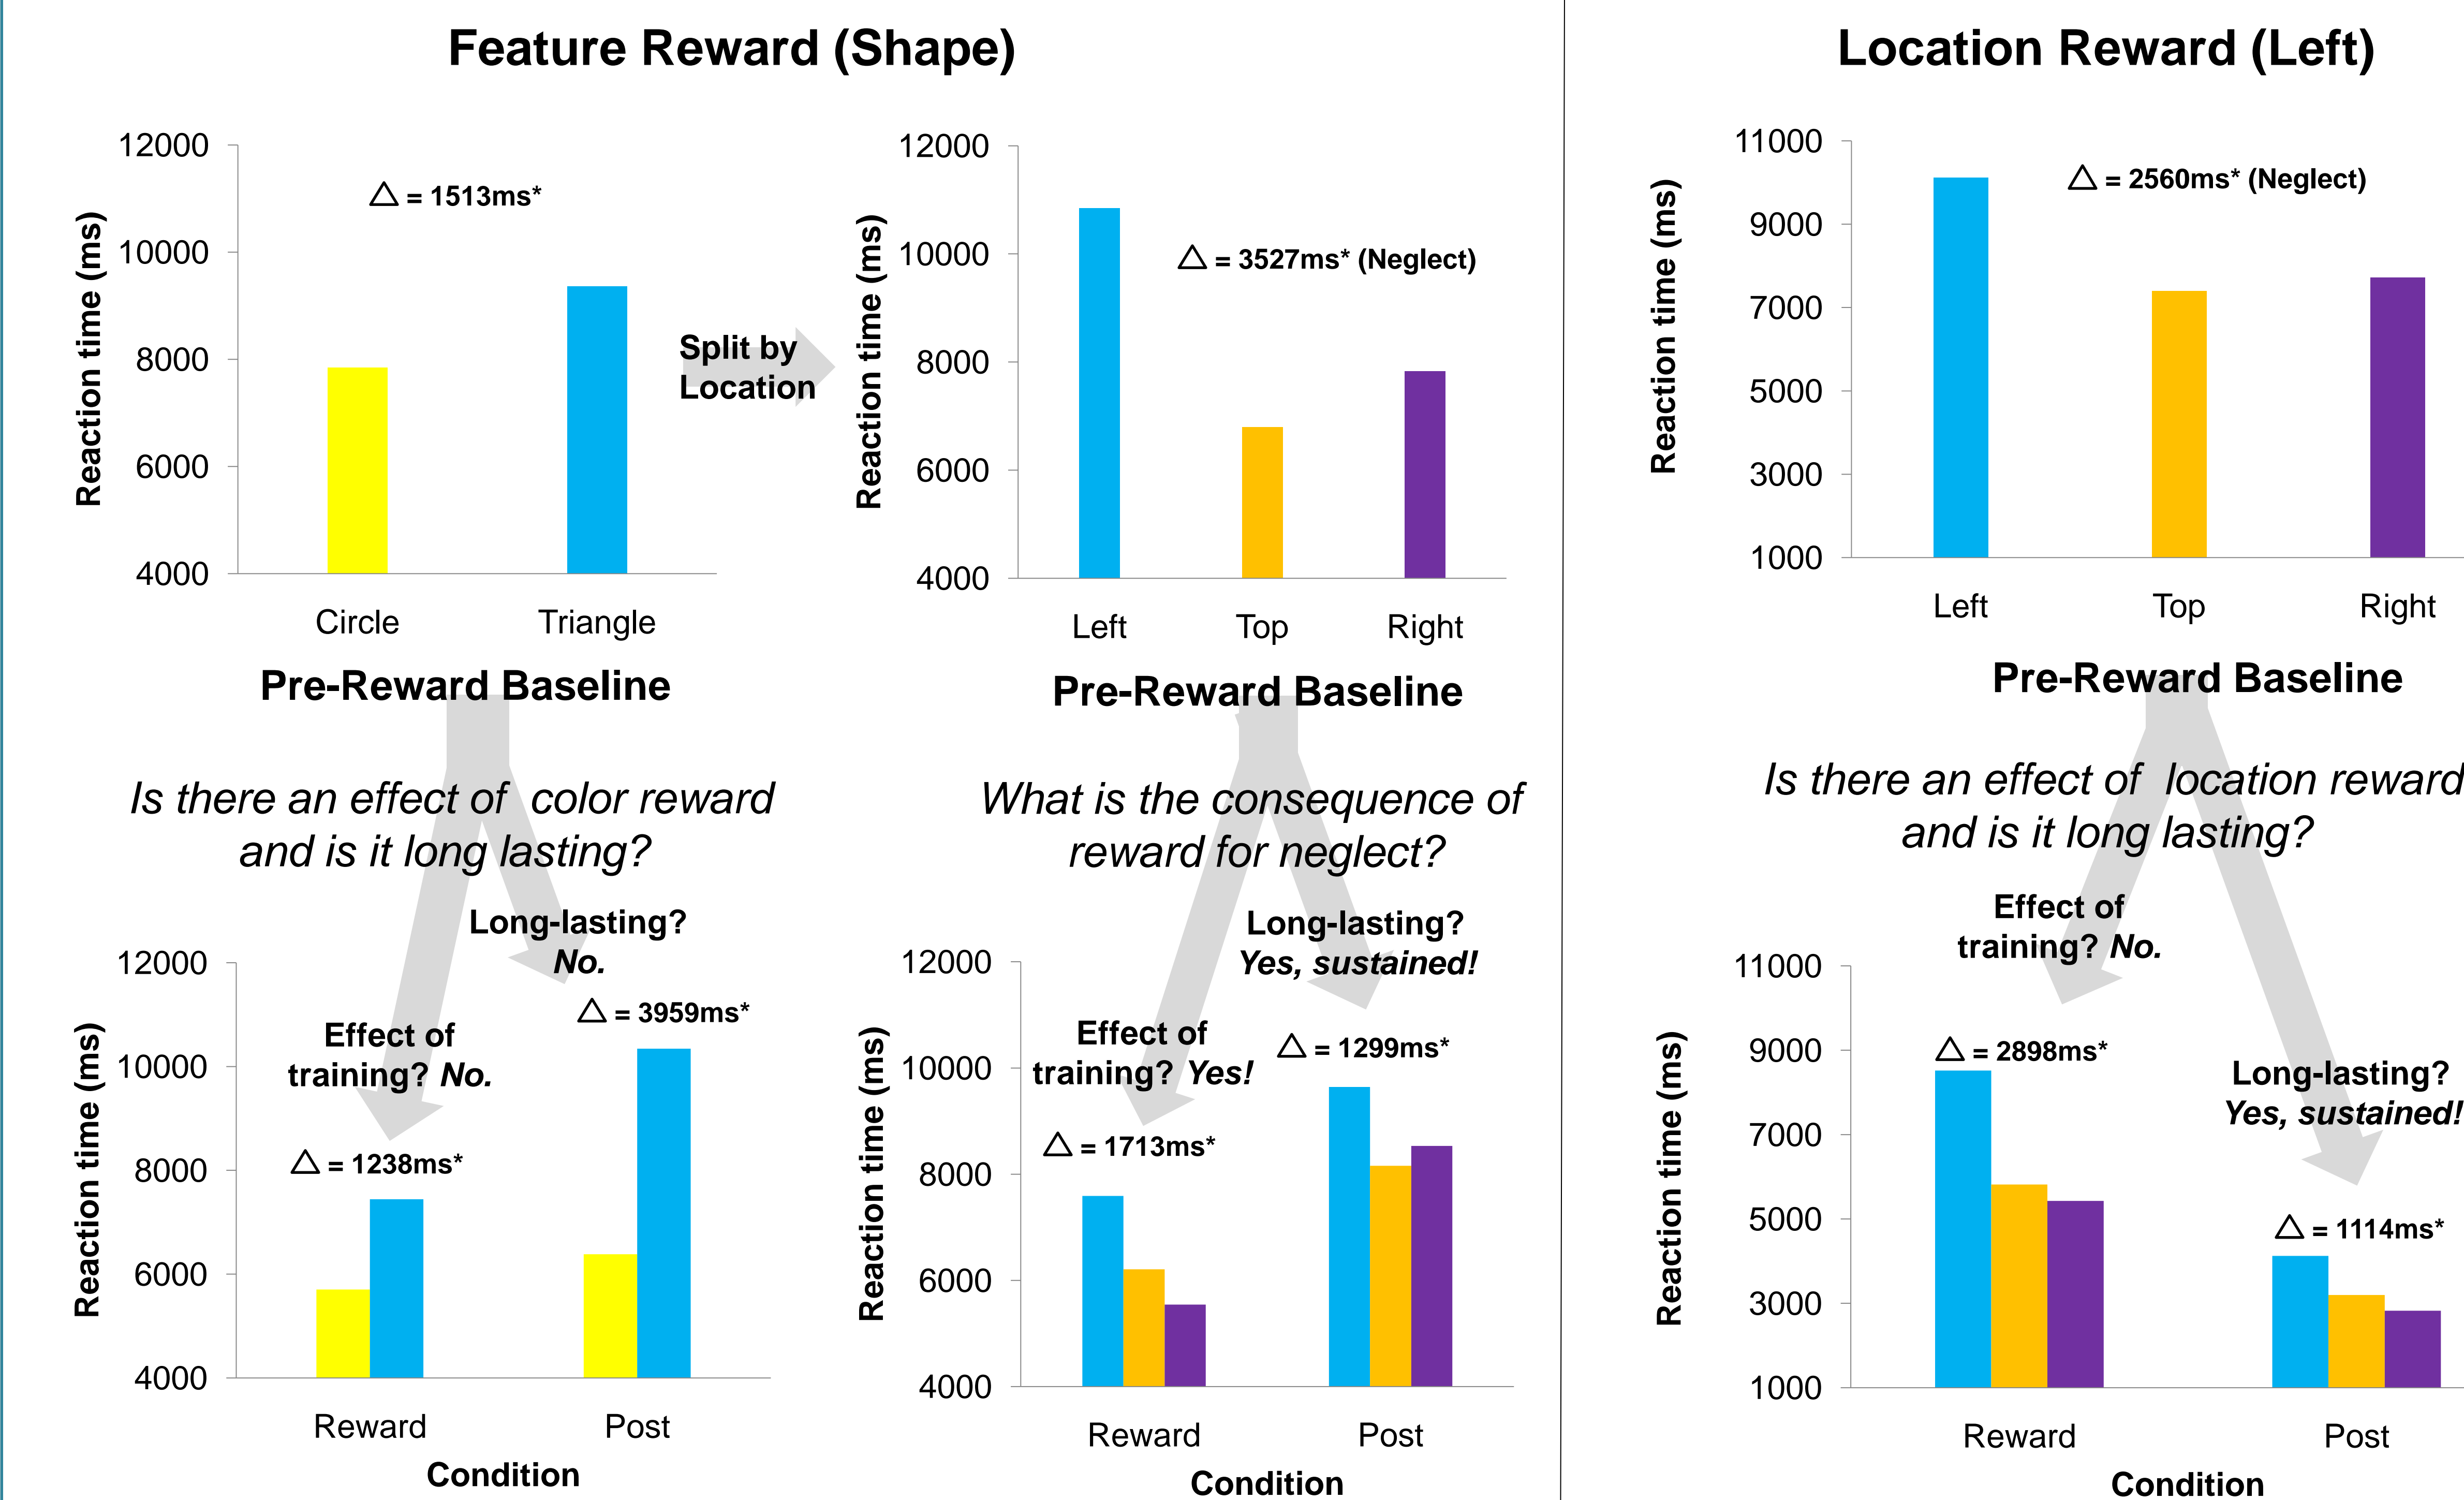 Feature Reward (Shape)
12000
10000
8000
6000
4000
Reaction time (ms)
△ = 1513ms*
Circle
Triangle
Pre-Reward Baseline
Split by
Location
12000
10000
8000
6000
4000
Reaction time (ms)
△ = 3527ms* (Neglect)
Left
Top
Right
Pre-Reward Baseline
Is there an effect of color reward
and is it long lasting?
Long-lasting?
No.
Effect of
training? No.
12000
10000
8000
6000
4000
Reaction time (ms)
△ = 1238ms*
△ = 3959ms*
Reward
Post
Condition
What is the consequence of
reward for neglect?
Long-lasting?
Yes, sustained!
Effect of
training? Yes!
12000
10000
8000
6000
4000
Reaction time (ms)
△ = 1713ms*
△ = 1299ms*
Reward
Post
Condition
Location Reward (Left)
11000
9000
7000
5000
3000
1000
Reaction time (ms)
△ = 2560ms* (Neglect)
Left
Top
Right
Pre-Reward Baseline
Is there an effect of location reward
and is it long lasting?
Effect of
training? No.
Long-lasting?
Yes, sustained!
11000
9000
7000
5000
3000
1000
Reaction time (ms)
△ = 2898ms*
△ = 1114ms*
Reward
Post
Condition